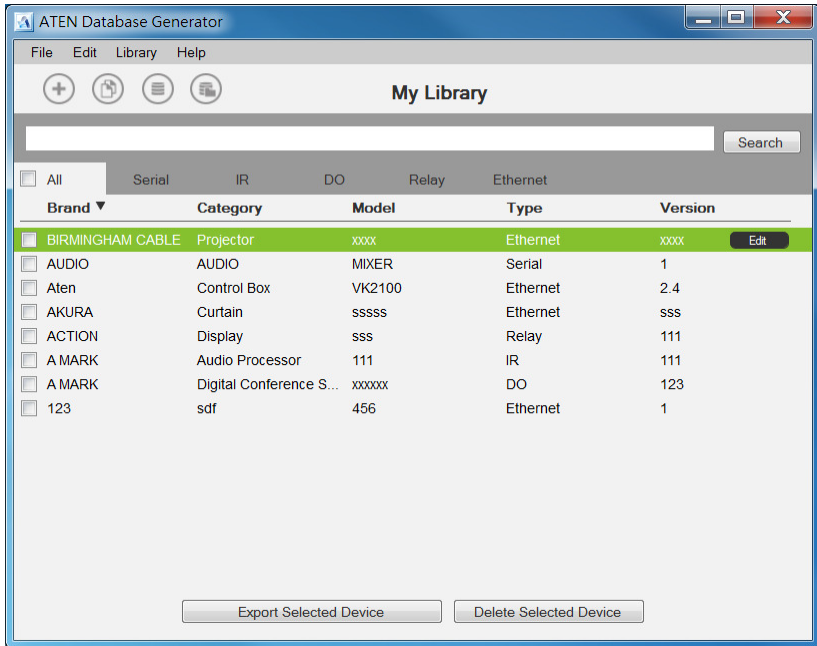 ATEN Database Generator
File Edit Library Help
My Library
Search
All Serial IR DO Relay Ethernet
Brand ▼ Category Model Type Version
BIRMINGHAM CABLE Projector xxxx Ethernet xxxx Edit
AUDIO AUDIO MIXER Serial 1
Aten Control Box VK2100 Ethernet 2.4
AKURA Curtain sssss Ethernet sss
ACTION Display sss Relay 111
A MARK Audio Processor 111 IR 111
A MARK Digital Conference S... xxxxxx DO 123
123 sdf 456 Ethernet 1
Export Selected Device Delete Selected Device